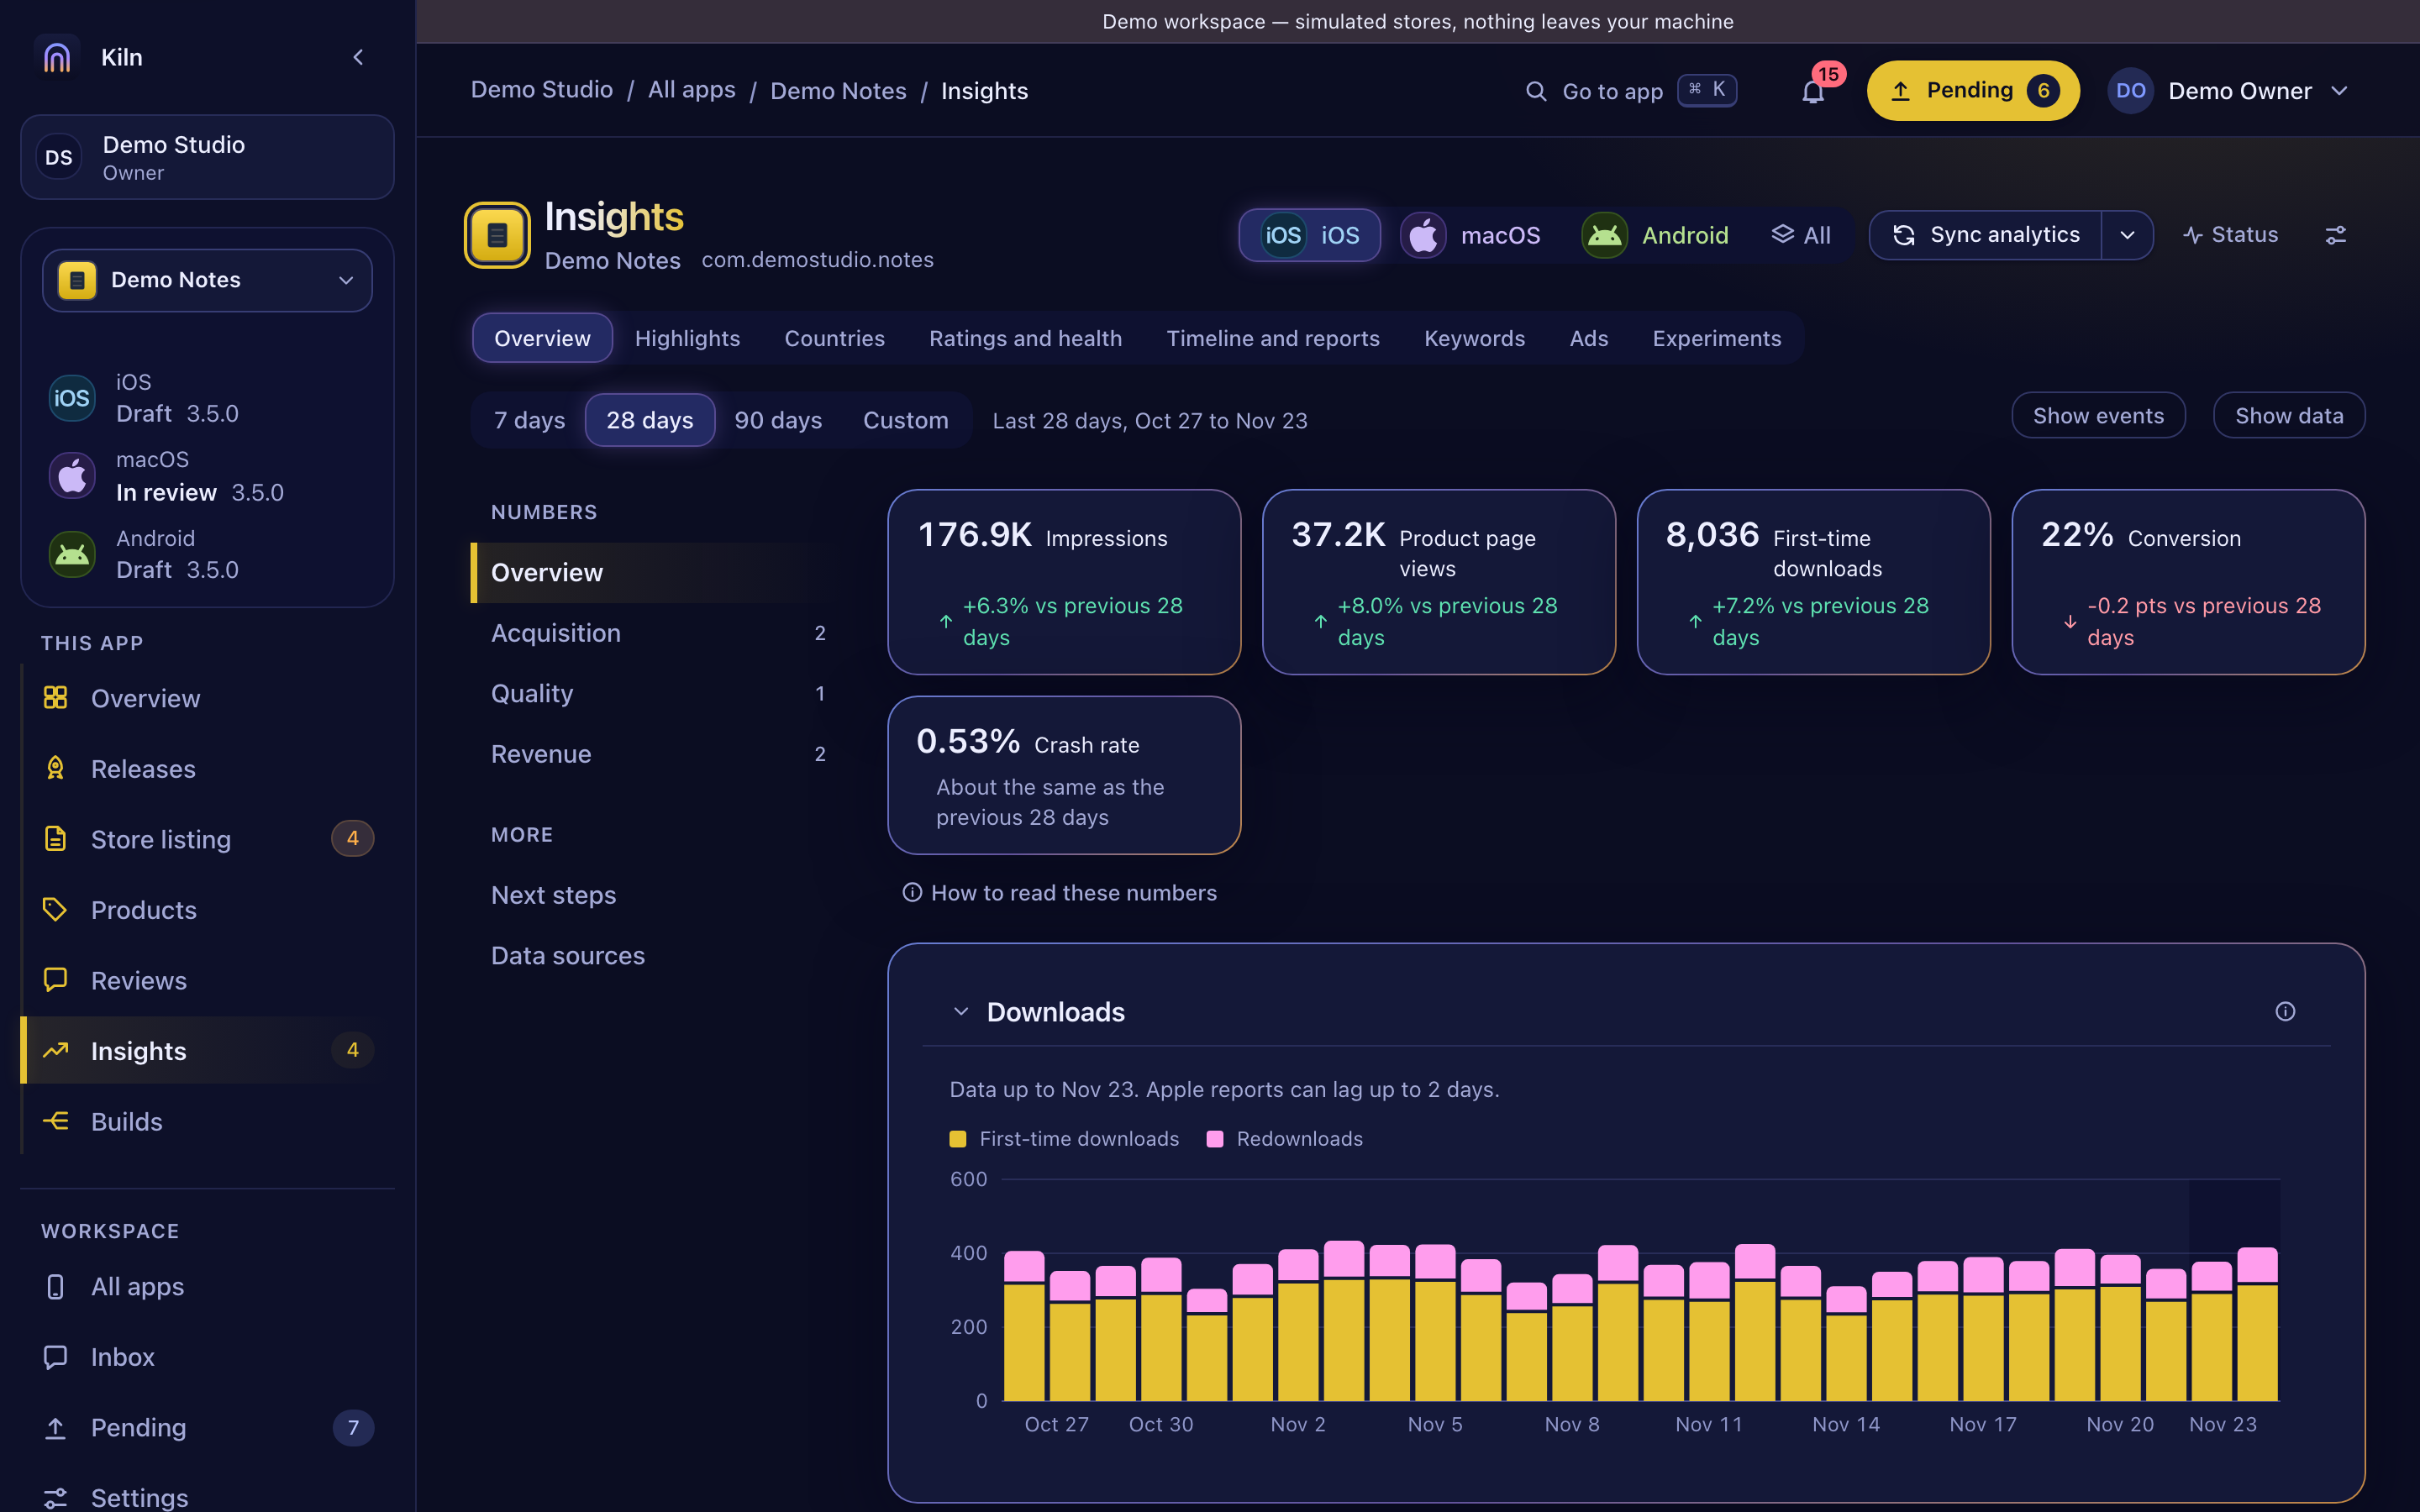 Demo workspace — simulated stores, nothing leaves your machine
Kiln
DS
Demo Studio
Owner
Demo Notes
iOS
iOS
Draft 3.5.0
macOS
In review 3.5.0
Android
Draft 3.5.0
THIS APP
Overview
Releases
Store listing 4
Products
Reviews
Insights 4
Builds
WORKSPACE
All apps
Inbox
Pending 7
Settings
Demo Studio / All apps / Demo Notes / Insights
Go to app ⌘ K
15
Pending 6
DO Demo Owner
Insights
Demo Notes com.demostudio.notes
iOS iOS macOS Android All
Sync analytics
Status
Overview Highlights Countries Ratings and health Timeline and reports Keywords Ads Experiments
7 days 28 days 90 days Custom Last 28 days, Oct 27 to Nov 23
Show events Show data
NUMBERS
Overview
Acquisition 2
Quality 1
Revenue 2
MORE
Next steps
Data sources
176.9K Impressions
+6.3% vs previous 28
days
37.2K Product page
views
+8.0% vs previous 28
days
8,036 First-time
downloads
+7.2% vs previous 28
days
22% Conversion
-0.2 pts vs previous 28
days
0.53% Crash rate
About the same as the
previous 28 days
How to read these numbers
Downloads
Data up to Nov 23. Apple reports can lag up to 2 days.
First-time downloads Redownloads
600
400
200
0
Oct 27 Oct 30 Nov 2 Nov 5 Nov 8 Nov 11 Nov 14 Nov 17 Nov 20 Nov 23